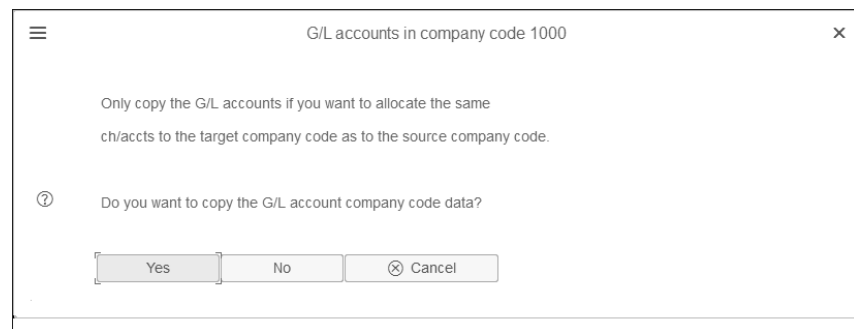 G/L accounts in company code 1000
Only copy the G/L accounts if you want to allocate the same
ch/accts to the target company code as to the source company code.
Do you want to copy the G/L account company code data?
Yes No Cancel